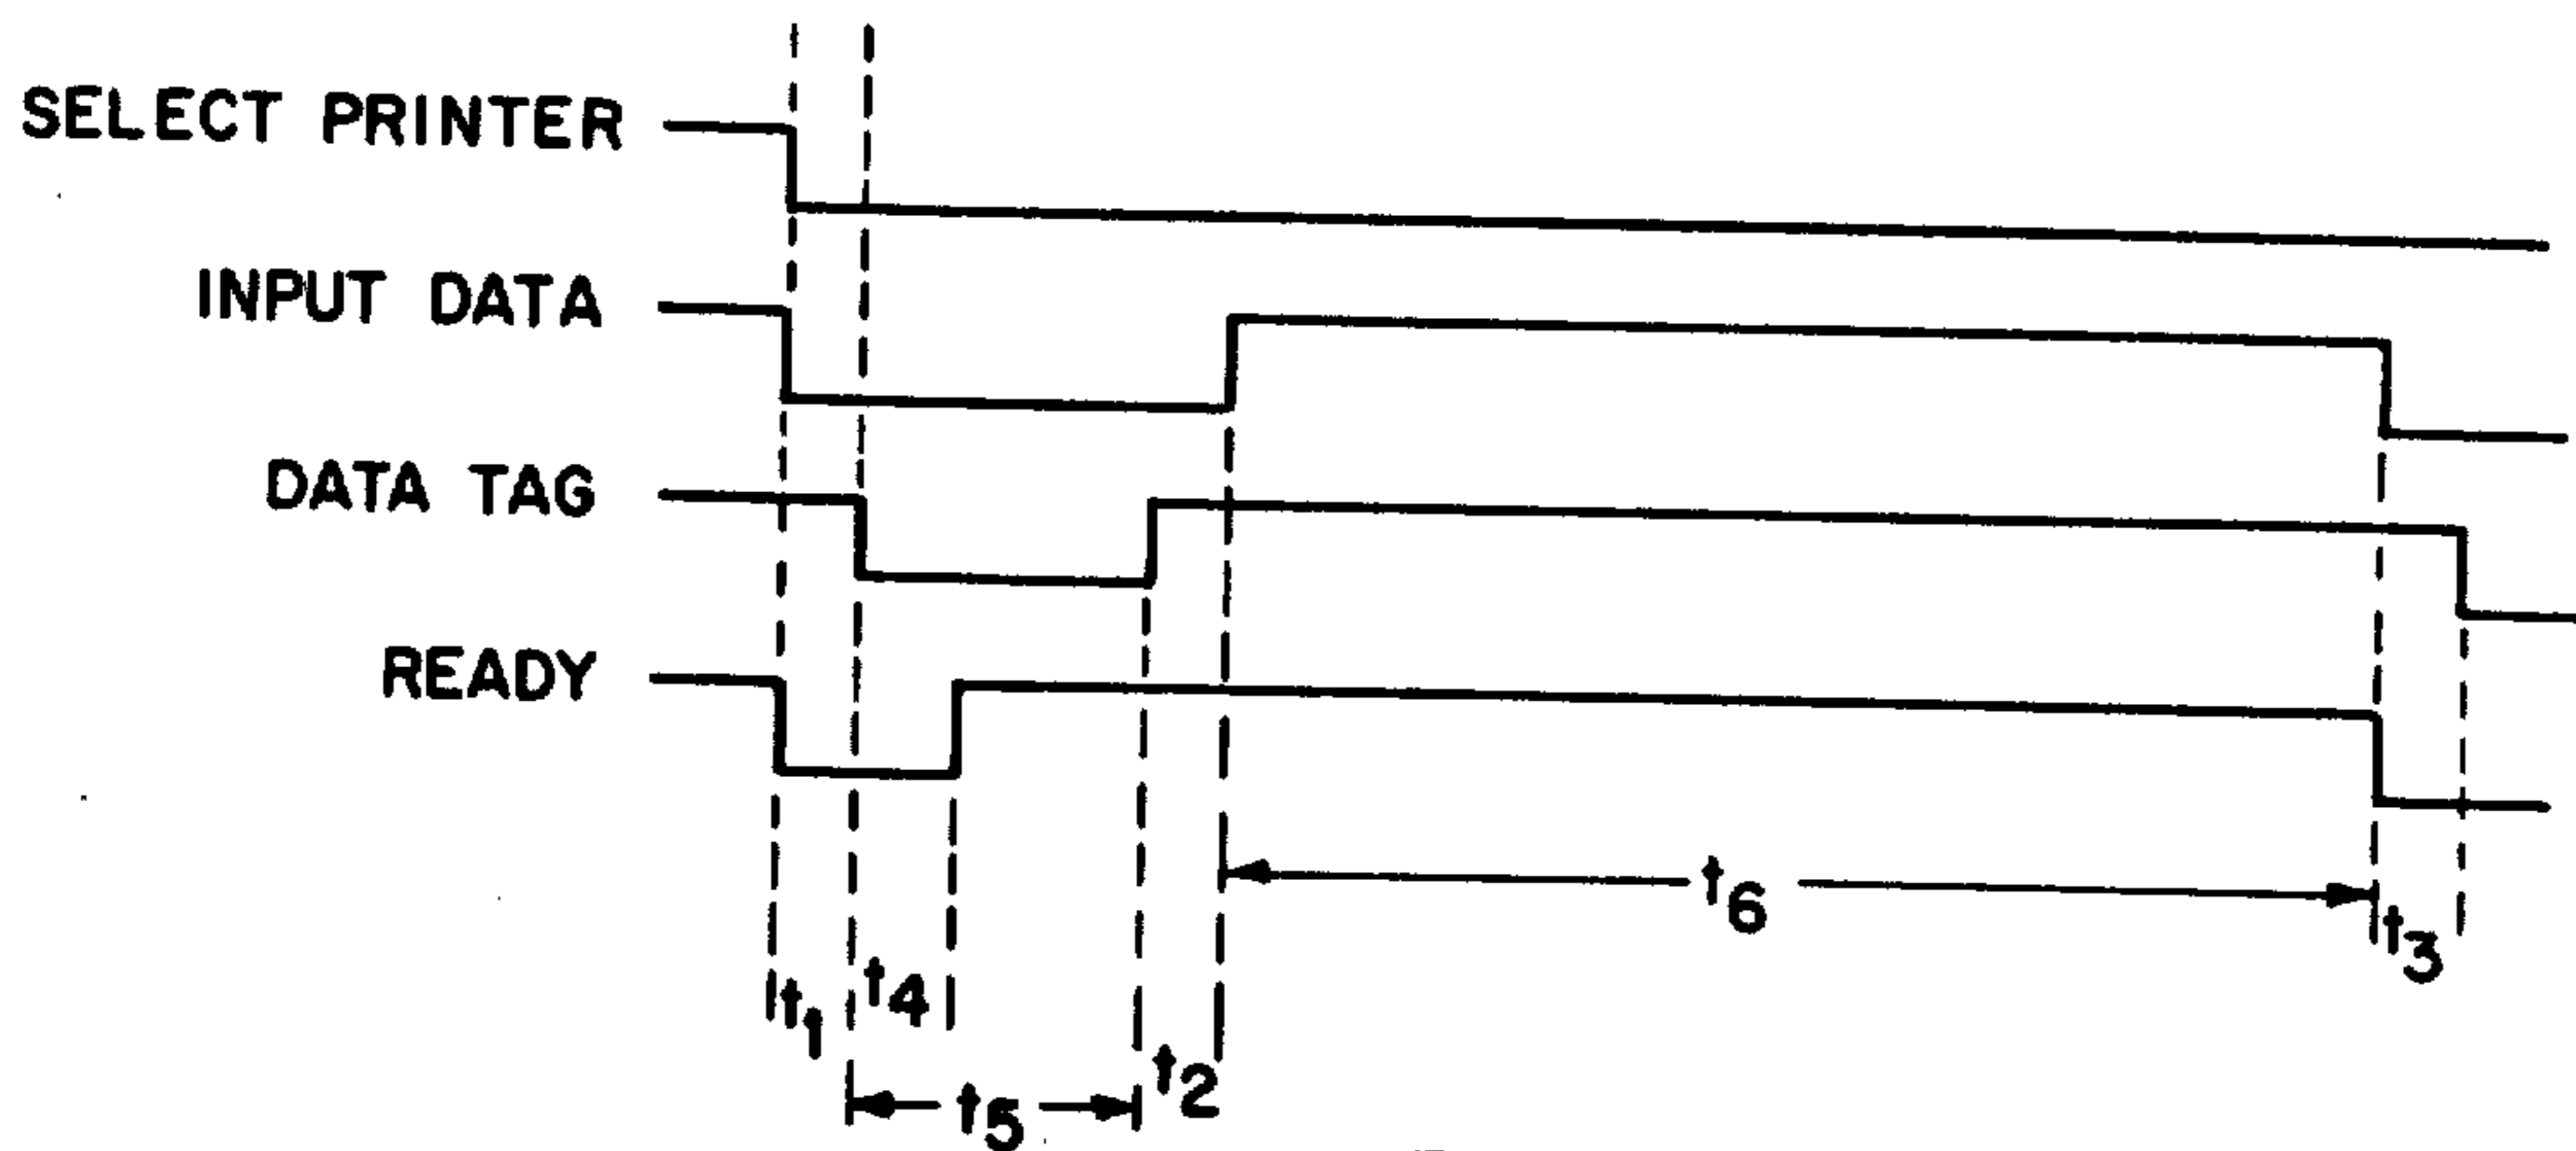 SELECT PRINTER
INPUT DATA
DATA TAG
READY
t6
t3
t4
t1
t2
t5